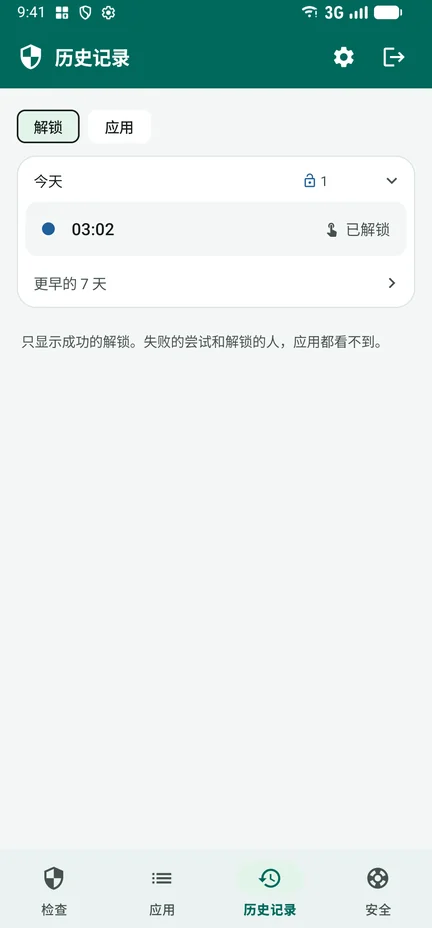 9:41
3G
历史记录
解锁
应用
今天
1
03:02
已解锁
更早的 7 天
只显示成功的解锁。失败的尝试和解锁的人，应用都看不到。
检查
应用
历史记录
安全